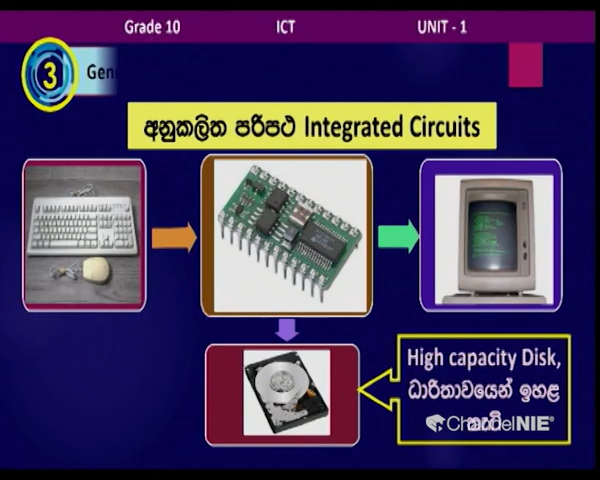 Grade 10 ICT UNIT - 1
3 Gen
අනුකලිත පරිපථ Integrated Circuits
High capacity Disk,
ධාරිතාවයෙන් ඉහළ
ChannelNIE